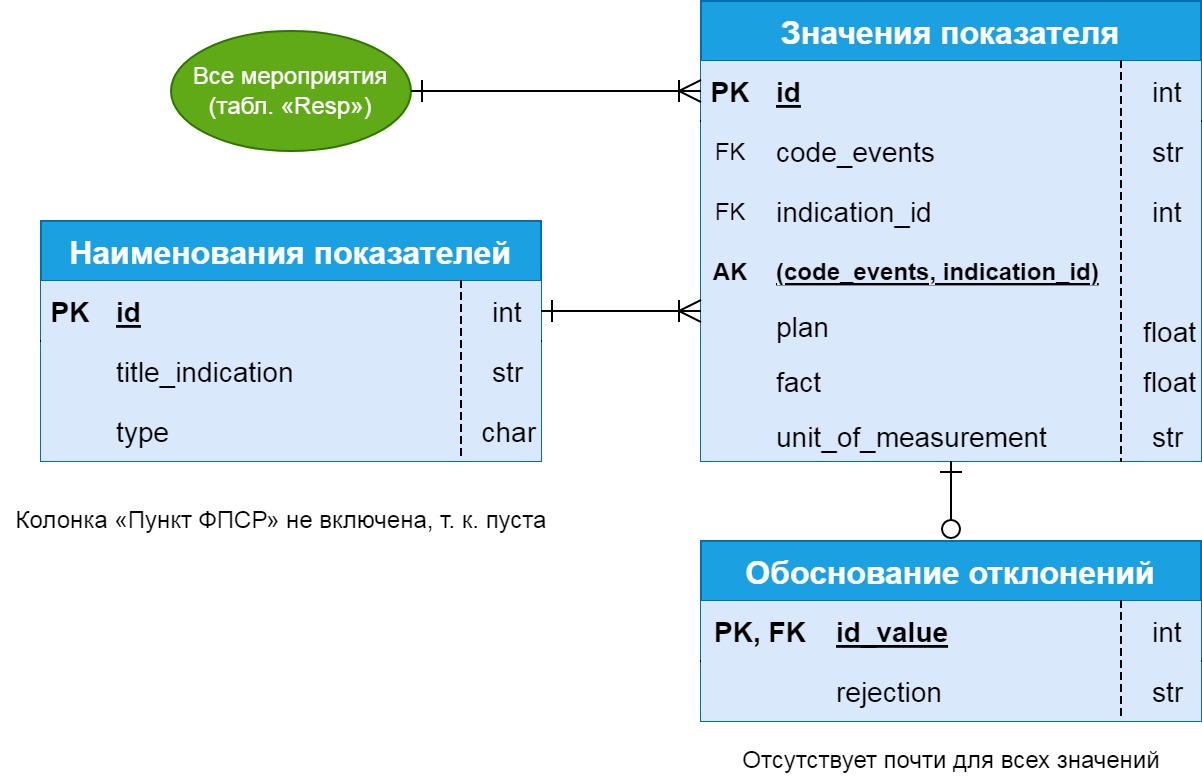 Все мероприятия
(табл. «Resp»)
Значения показателя
PK id int
FK code_events str
FK indication_id int
AK (code_events, indication_id)
plan float
fact float
unit_of_measurement str
Наименования показателей
PK id int
title_indication str
type char
Колонка «Пункт ФПСР» не включена, т. к. пуста
Обоснование отклонений
PK, FK id_value int
rejection str
Отсутствует почти для всех значений